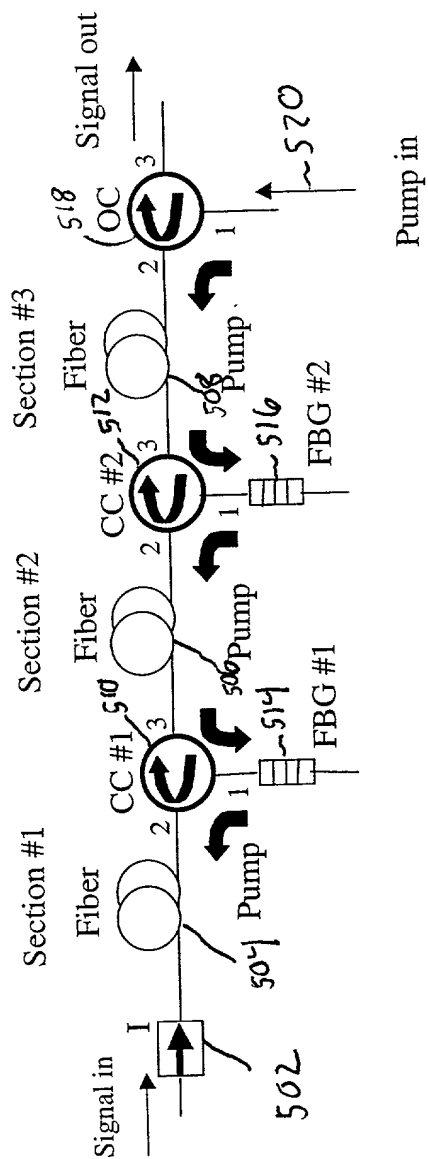 Section #1
Section #2
Section #3
Fiber
Fiber
Fiber
CC #1
510
CC #2
512
518
OC
Signal in
I
2
3
2
3
2
3
Signal out
504
506
508
Pump
Pump
Pump
502
1
514
1
516
1
520
FBG #1
FBG #2
Pump in